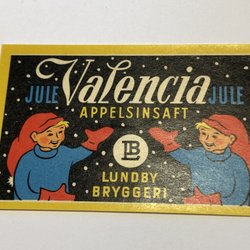 JULE Valencia JULE
APPELSINSAFT
LB
LUNDBY
BRYGGERI